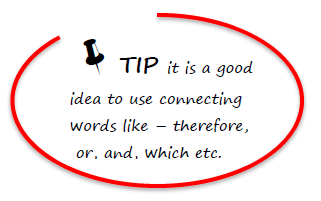 TIP it is a good
idea to use connecting
words like – therefore,
or, and, which etc.